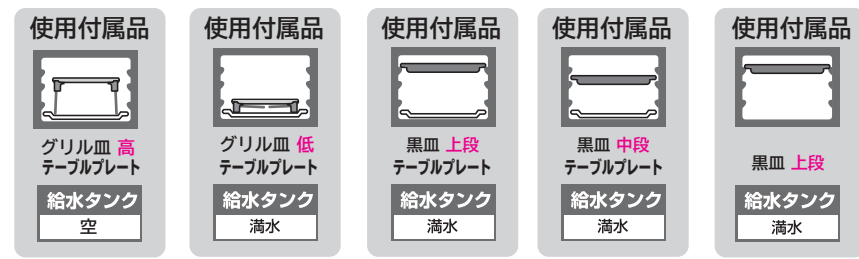 使用付属品
グリル皿 高
テーブルプレート
給水タンク
空
使用付属品
グリル皿 低
テーブルプレート
給水タンク
満水
使用付属品
黒皿 上段
テーブルプレート
給水タンク
満水
使用付属品
黒皿 中段
テーブルプレート
給水タンク
満水
使用付属品
黒皿 上段
給水タンク
満水